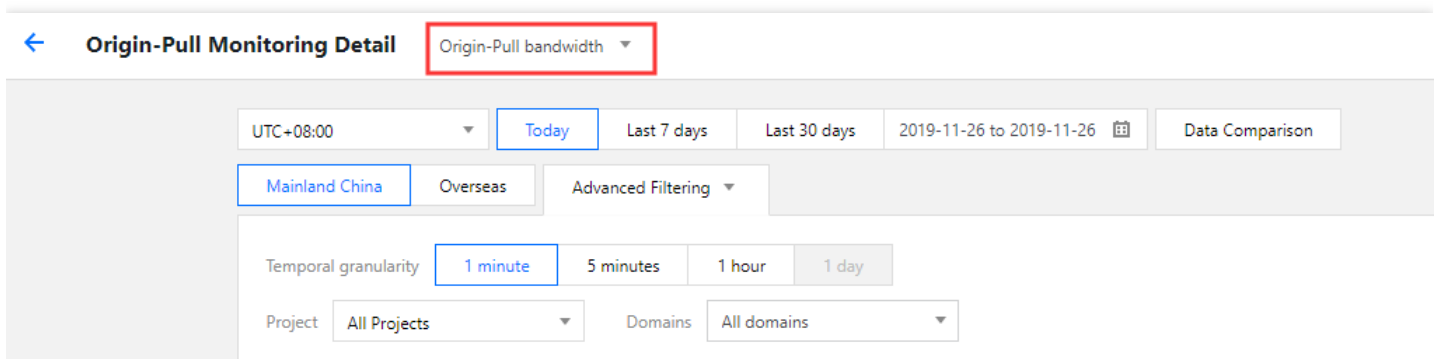 Origin-Pull Monitoring Detail Origin-Pull bandwidth
UTC+08:00 Today Last 7 days Last 30 days 2019-11-26 to 2019-11-26 Data Comparison
Mainland China Overseas Advanced Filtering
Temporal granularity 1 minute 5 minutes 1 hour 1 day
Project All Projects Domains All domains